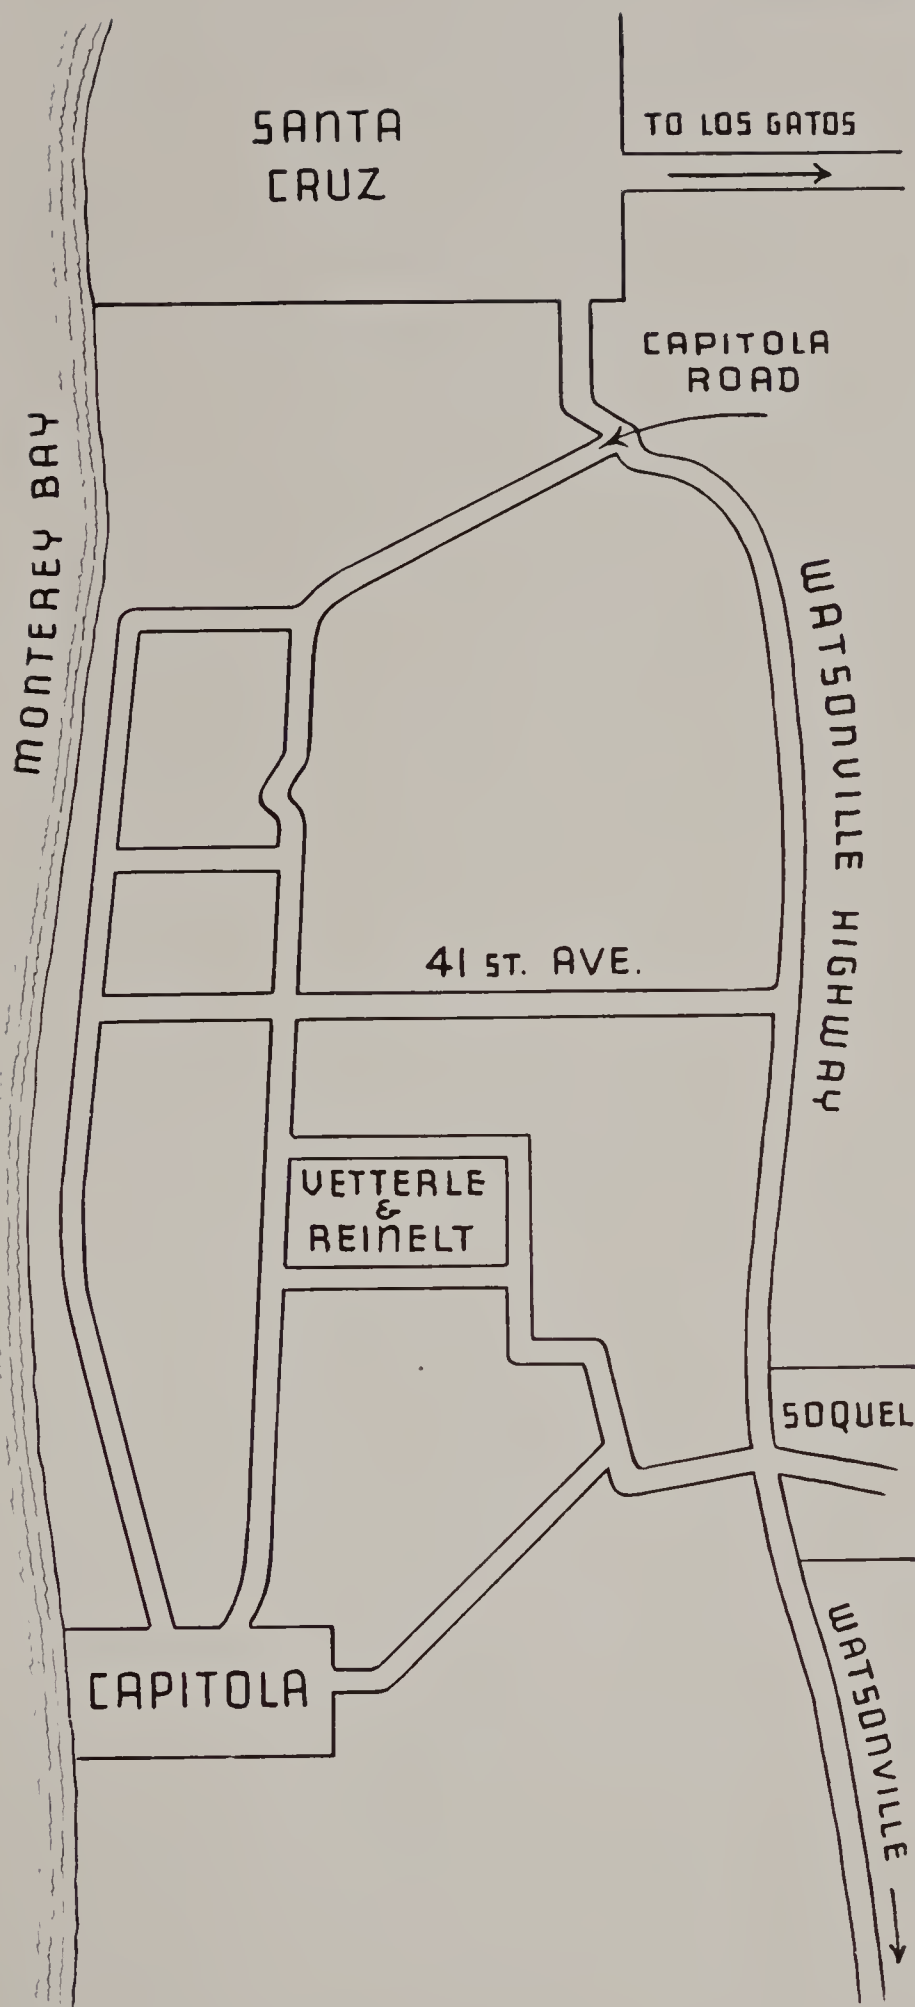 SANTA
CRUZ
TO LOS GATOS
CAPITOLA
ROAD
MONTEREY BAY
WATSONVILLE HIGHWAY
41 ST. AVE.
VETTERLE
&
REINELT
SOQUEL
CAPITOLA
WATSONVILLE